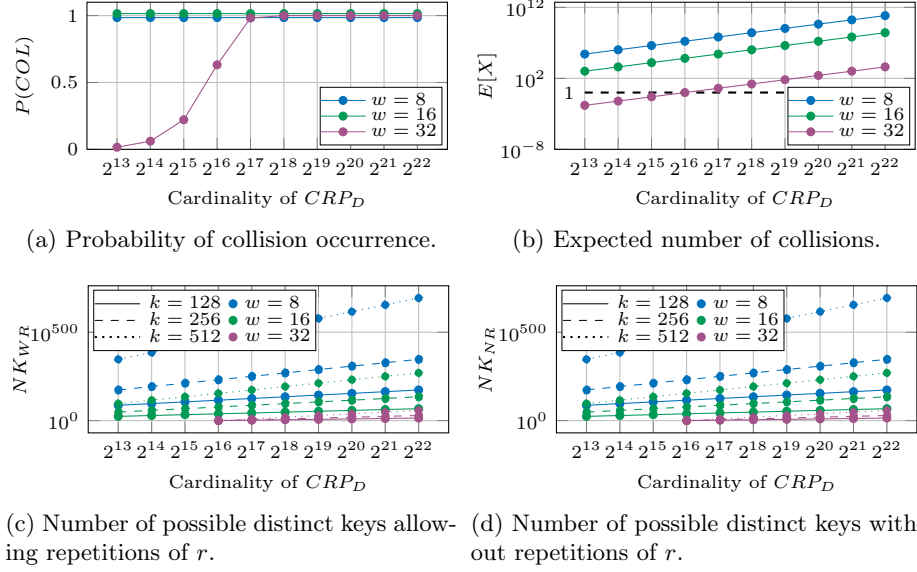 1
0.5
0
P(COL)
w = 8
w = 16
w = 32
2^13 2^14 2^15 2^16 2^17 2^18 2^19 2^20 2^21 2^22
Cardinality of CRP_D
(a) Probability of collision occurrence.
10^12
10^2
10^−8
E[X]
1
w = 8
w = 16
w = 32
2^13 2^14 2^15 2^16 2^17 2^18 2^19 2^20 2^21 2^22
Cardinality of CRP_D
(b) Expected number of collisions.
k = 128 w = 8
k = 256 w = 16
k = 512 w = 32
10^500
10^0
NK_WR
2^13 2^14 2^15 2^16 2^17 2^18 2^19 2^20 2^21 2^22
Cardinality of CRP_D
(c) Number of possible distinct keys allow-
ing repetitions of r.
k = 128 w = 8
k = 256 w = 16
k = 512 w = 32
10^500
10^0
NK_NR
2^13 2^14 2^15 2^16 2^17 2^18 2^19 2^20 2^21 2^22
Cardinality of CRP_D
(d) Number of possible distinct keys with-
out repetitions of r.